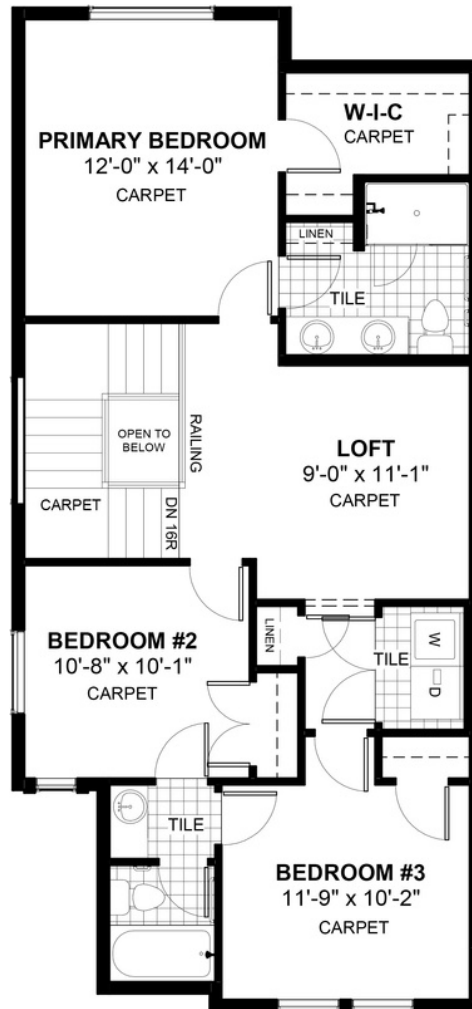 PRIMARY BEDROOM
12'-0" x 14'-0"
CARPET
W-I-C
CARPET
LINEN
TILE
OPEN TO
BELOW
RAILING
CARPET
DN 16R
LOFT
9'-0" x 11'-1"
CARPET
BEDROOM #2
10'-8" x 10'-1"
CARPET
LINEN
TILE
W
D
TILE
BEDROOM #3
11'-9" x 10'-2"
CARPET